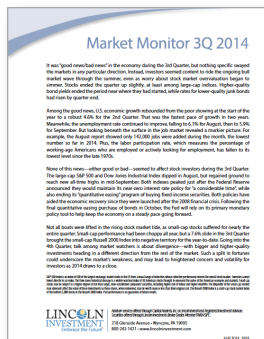 Market Monitor 3Q 2014
It was “good news/bad news” in the economy during the 3rd Quarter, but nothing specific swayed
the markets in any particular direction. Instead, investors seemed content to ride the ongoing bull
market wave through the summer, even as worry about stock market overvaluation began to
simmer. Stocks ended the quarter up slightly, at least among large-cap indices. Higher-quality
bond yields ended the period near where they had started, while rates for lower-quality junk bonds
had risen by quarter-end.
Among the good news, U.S. economic growth rebounded from the poor showing at the start of the
year to a robust 4.6% for the 2nd Quarter. That was the fastest pace of growth in two years.
Meanwhile, the unemployment rate continued to improve, falling to 6.1% for August, then to 5.9%
for September. But looking beneath the surface in the job market revealed a murkier picture. For
example, the August report showed only 142,000 jobs were added during the month, the lowest
number so far in 2014. Plus, the labor participation rate, which measures the percentage of
working-age Americans who are employed or actively looking for employment, has fallen to its
lowest level since the late 1970s.
None of this—either good or bad—seemed to affect stock investors during the 3rd Quarter.
The large-cap S&P 500 and Dow Jones Industrial Index dipped in August, but regained ground to
reach new all-time highs in mid-September. Both indexes peaked just after the Federal Reserve
announced they would maintain its near-zero interest rate policy for “a considerable time”, while
also ending its “quantitative easing” program of buying fixed-income securities. Both policies have
aided the economic recovery since they were launched after the 2008 financial crisis. Following the
final quantitative easing purchase of bonds in October, the Fed will rely on its primary monetary
policy tool to help keep the economy on a steady pace going forward.
Not all boats were lifted in the rising stock market tide, as small-cap stocks suffered for nearly the
entire quarter. Small-cap performance had been choppy all year, but a 7.6% slide in the 3rd Quarter
brought the small-cap Russell 2000 Index into negative territory for the year-to-date. Going into the
4th Quarter, talk among market watchers is about divergence—with bigger and higher-quality
investments heading in a different direction from the rest of the market. Such a split in fortunes
could underscore the market's weakness, and may lead to heightened concern and volatility for
investors as 2014 draws to a close.
LINCOLN
INVESTMENT
218 Glenside Avenue • Wyncote, PA 19095
800-242-1421 • www.lincolninvestment.com